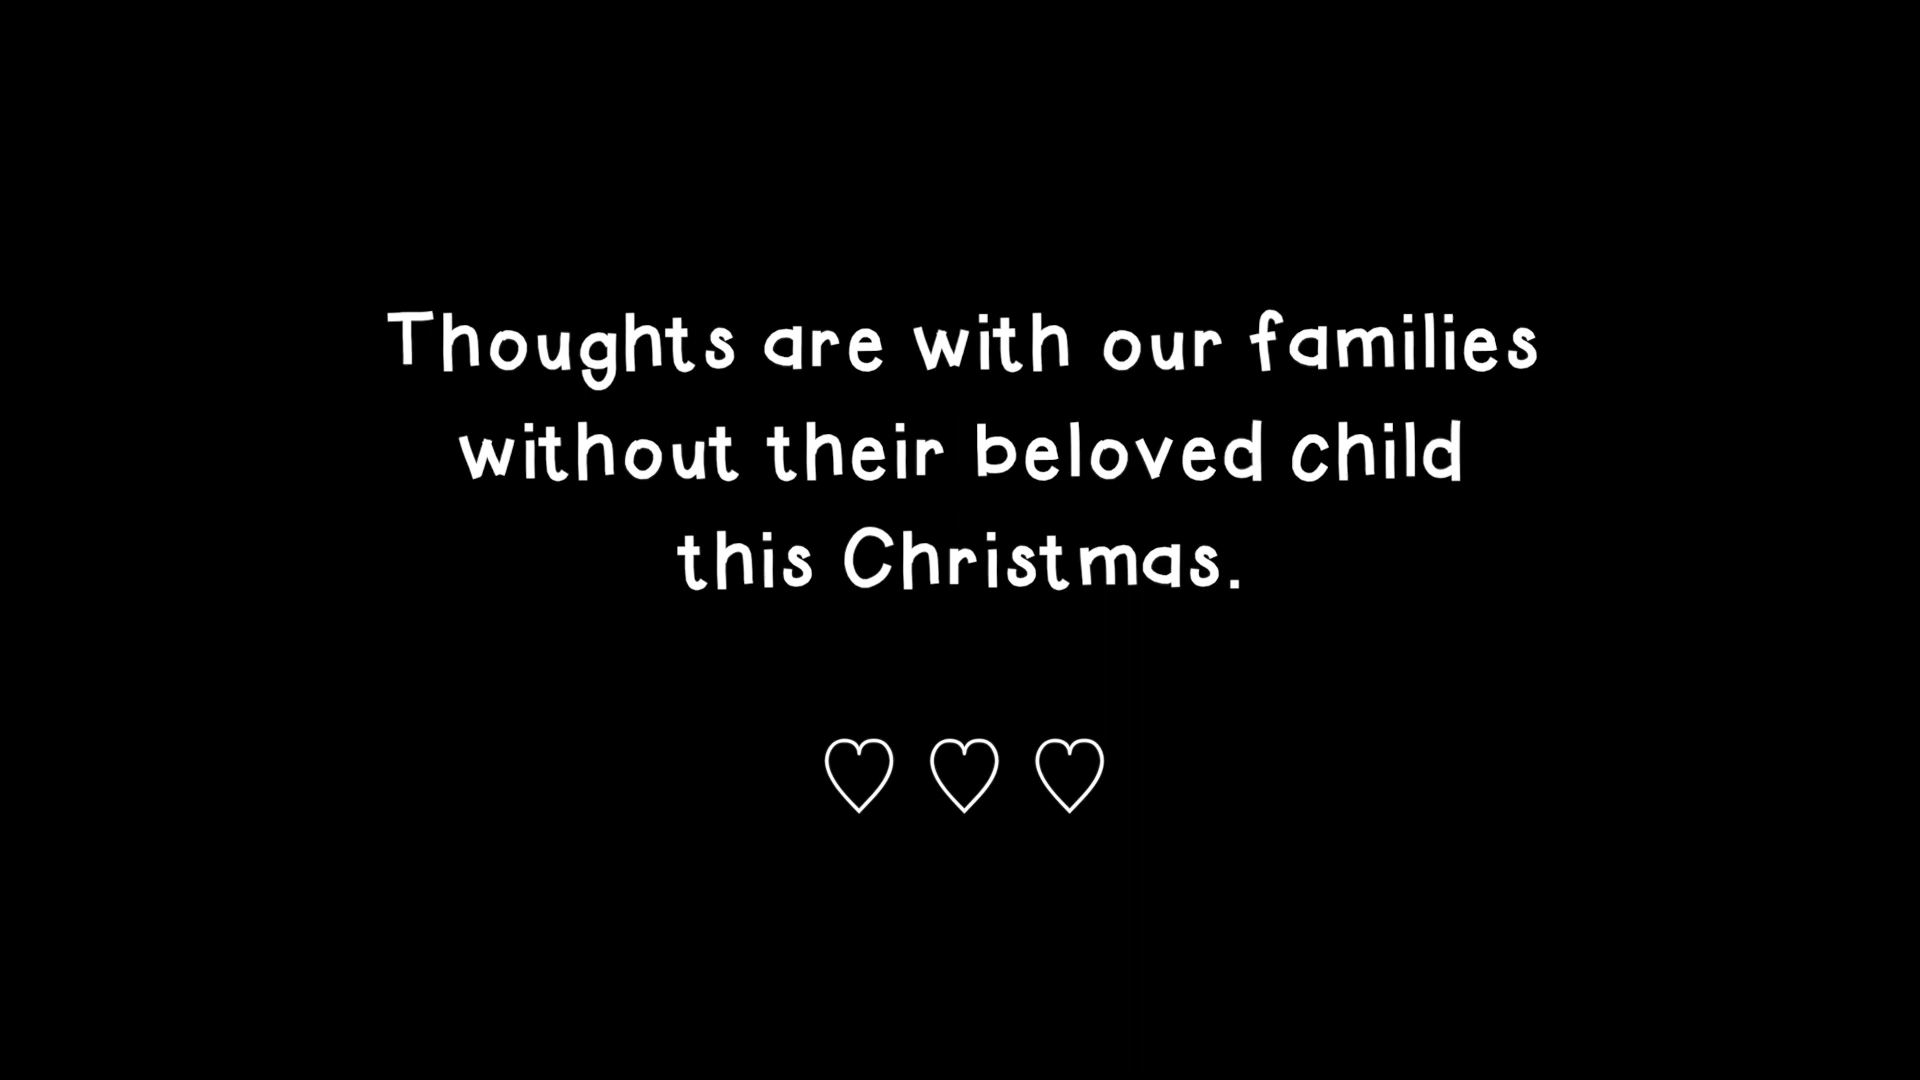 Thoughts are with our families
without their beloved child
this Christmas.
♡ ♡ ♡